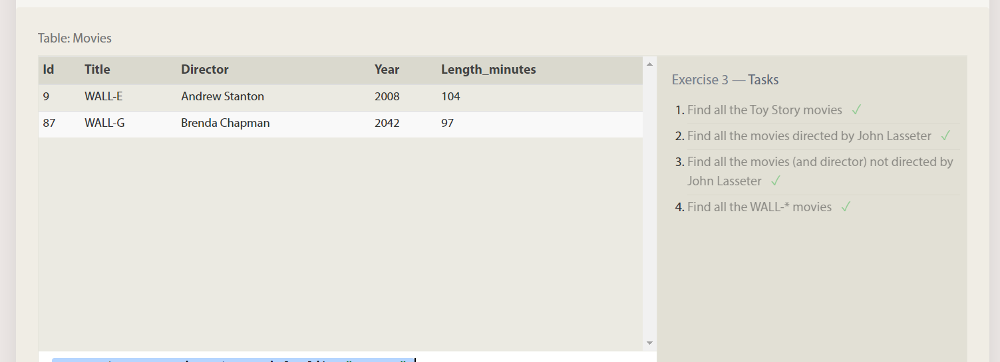 Table: Movies
Id Title Director Year Length_minutes
9 WALL-E Andrew Stanton 2008 104
87 WALL-G Brenda Chapman 2042 97
Exercise 3 — Tasks
1. Find all the Toy Story movies ✓
2. Find all the movies directed by John Lasseter ✓
3. Find all the movies (and director) not directed by
John Lasseter ✓
4. Find all the WALL-* movies ✓